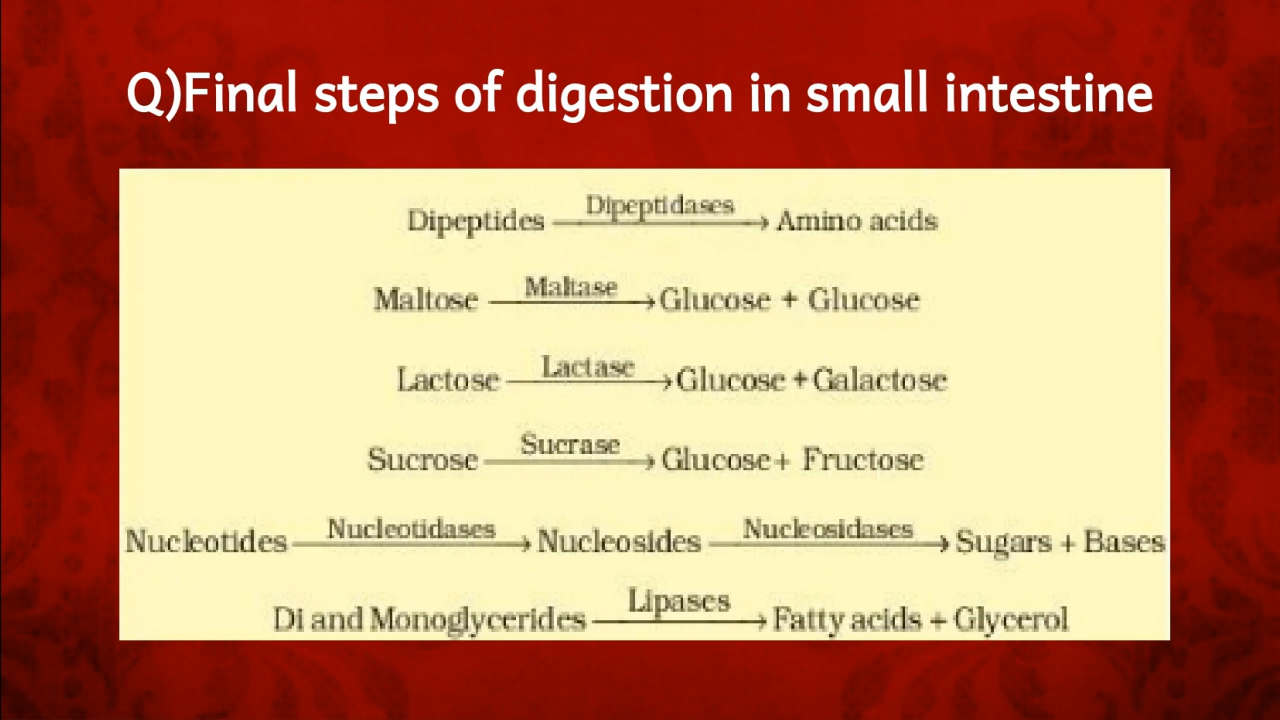 Q)Final steps of digestion in small intestine
Dipeptides Dipeptidases Amino acids
Maltose Maltase Glucose + Glucose
Lactose Lactase Glucose + Galactose
Sucrose Sucrase Glucose + Fructose
Nucleotides Nucleotidases Nucleosides Nucleosidases Sugars + Bases
Di and Monoglycerides Lipases Fatty acids + Glycerol